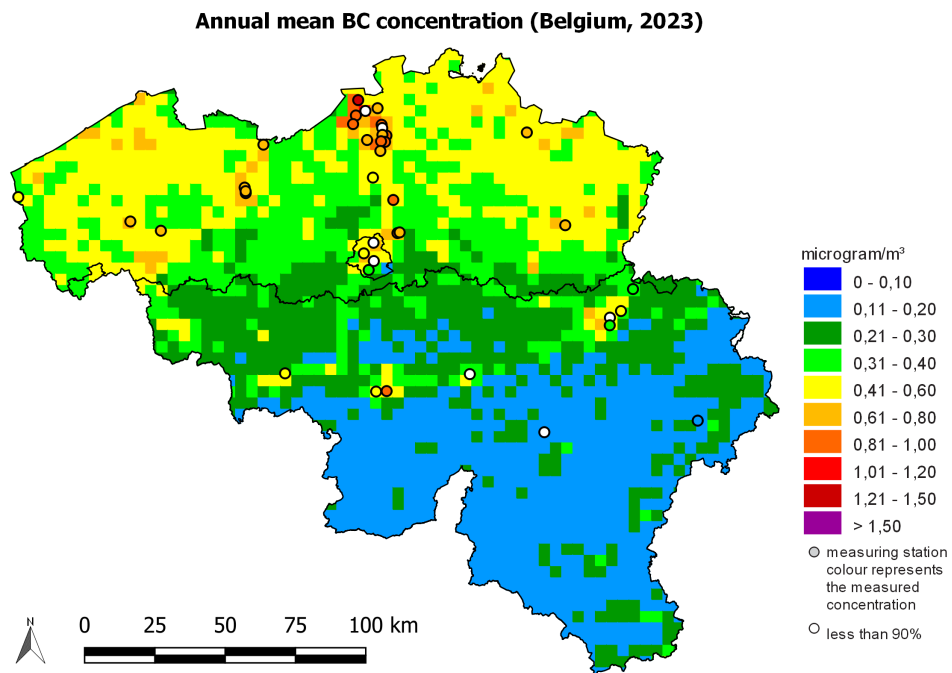 Annual mean BC concentration (Belgium, 2023)
microgram/m³
0 - 0,10
0,11 - 0,20
0,21 - 0,30
0,31 - 0,40
0,41 - 0,60
0,61 - 0,80
0,81 - 1,00
1,01 - 1,20
1,21 - 1,50
> 1,50
measuring station
colour represents
the measured
concentration
less than 90%
N
0 25 50 75 100 km